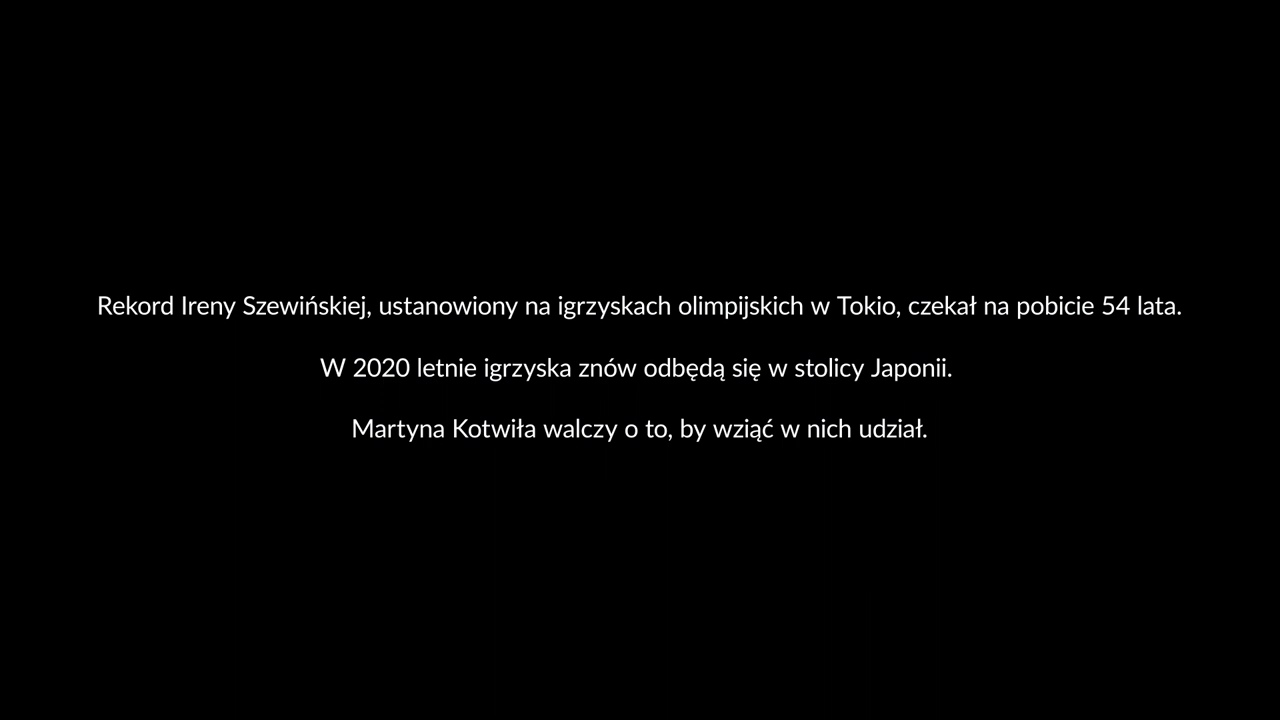 Rekord Ireny Szewińskiej, ustanowiony na igrzyskach olimpijskich w Tokio, czekał na pobicie 54 lata.
W 2020 letnie igrzyska znów odbędą się w stolicy Japonii.
Martyna Kotwiła walczy o to, by wziąć w nich udział.